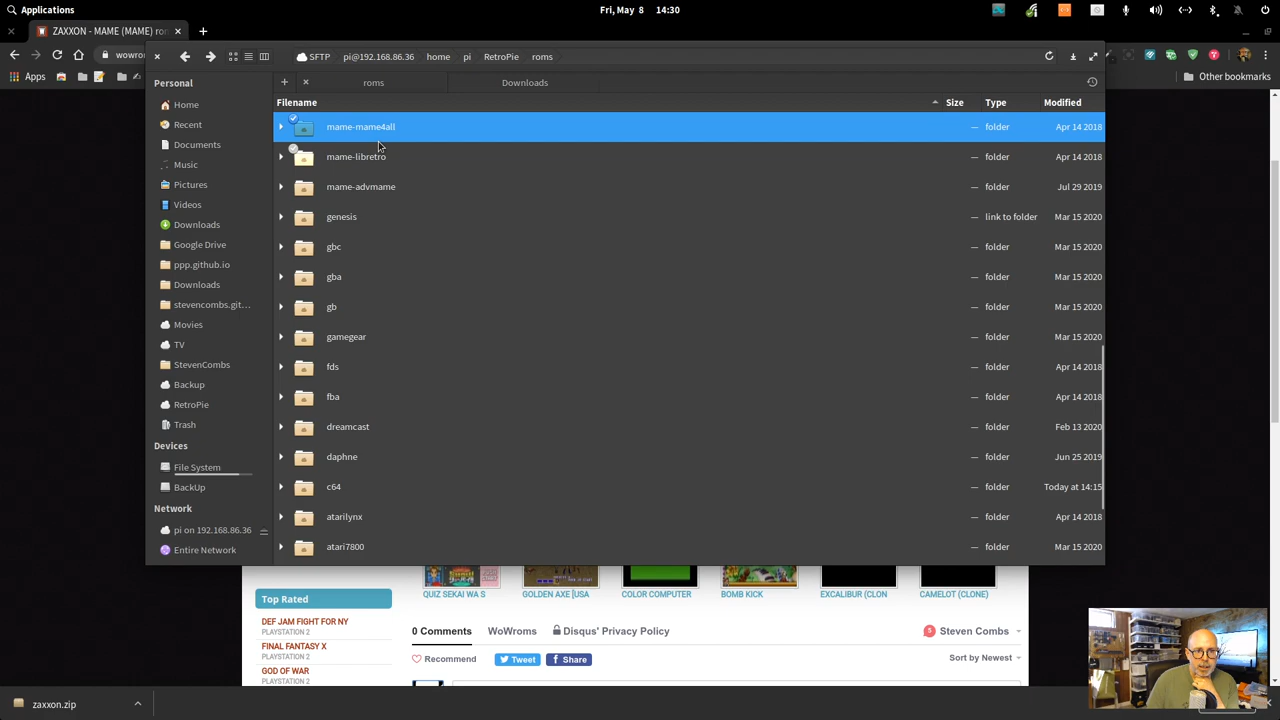 Applications
Fri, May 8 14:30
ZAXXON - MAME (MAME) ro
wowro
Apps
Other bookmarks
SFTP pi@192.168.86.36 home pi RetroPie roms
Personal
Home
Recent
Documents
Music
Pictures
Videos
Downloads
Google Drive
ppp.github.io
Downloads
stevencombs.git...
Movies
TV
StevenCombs
Backup
RetroPie
Trash
Devices
File System
BackUp
Network
pi on 192.168.86.36
Entire Network
roms Downloads
Filename Size Type Modified
mame-mame4all — folder Apr 14 2018
mame-libretro — folder Apr 14 2018
mame-advmame — folder Jul 29 2019
genesis — link to folder Mar 15 2020
gbc — folder Mar 15 2020
gba — folder Mar 15 2020
gb — folder Mar 15 2020
gamegear — folder Mar 15 2020
fds — folder Apr 14 2018
fba — folder Apr 14 2018
dreamcast — folder Feb 13 2020
daphne — folder Jun 25 2019
c64 — folder Today at 14:15
atarilynx — folder Apr 14 2018
atari7800 — folder Mar 15 2020
QUIZ SEKAI WA S GOLDEN AXE [USA COLOR COMPUTER BOMB KICK EXCALIBUR (CLON CAMELOT (CLONE)
Top Rated
DEF JAM FIGHT FOR NY
PLAYSTATION 2
FINAL FANTASY X
PLAYSTATION 2
GOD OF WAR
PLAYSTATION 2
0 Comments WoWroms Disqus' Privacy Policy 5 Steven Combs
Recommend Tweet Share Sort by Newest
zaxxon.zip